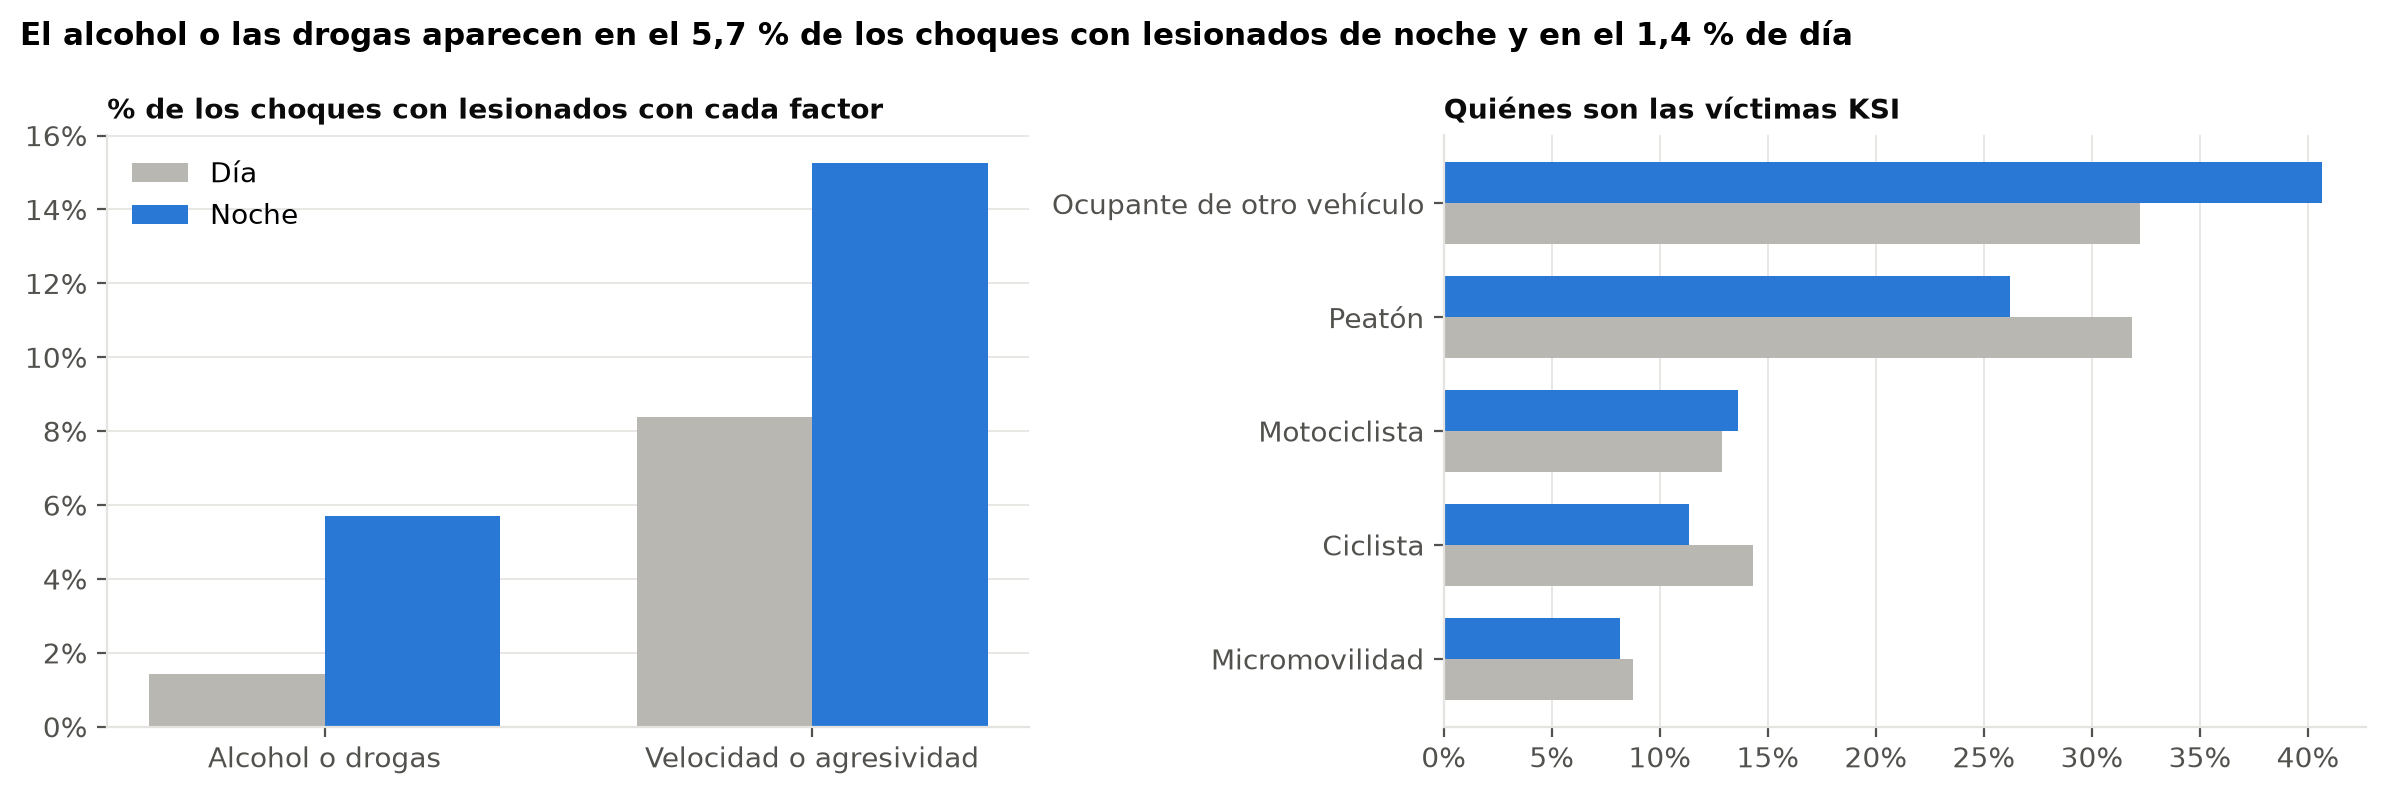 El alcohol o las drogas aparecen en el 5,7 % de los choques con lesionados de noche y en el 1,4 % de día
% de los choques con lesionados con cada factor
16%
14%
12%
10%
8%
6%
4%
2%
0%
Día
Noche
Alcohol o drogas
Velocidad o agresividad
Quiénes son las víctimas KSI
Ocupante de otro vehículo
Peatón
Motociclista
Ciclista
Micromovilidad
0%
5%
10%
15%
20%
25%
30%
35%
40%